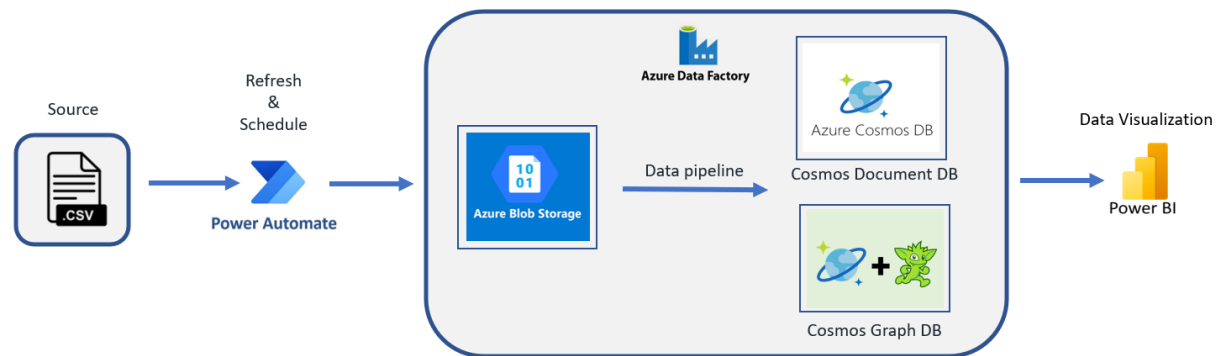 Source
.CSV
Refresh
&
Schedule
Power Automate
Azure Data Factory
10
01
Azure Blob Storage
Data pipeline
Azure Cosmos DB
Cosmos Document DB
+
Cosmos Graph DB
Data Visualization
Power BI